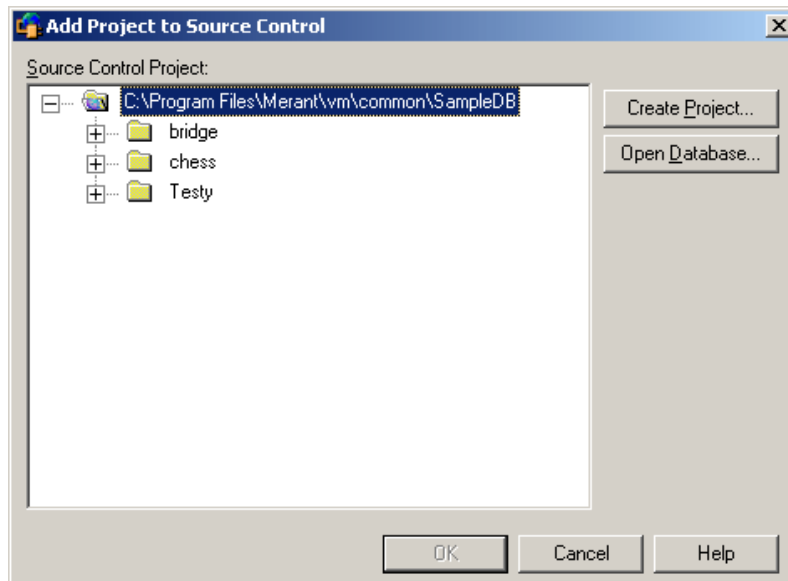 Add Project to Source Control
Source Control Project:
C:\Program Files\Merant\vm\common\SampleDB
bridge
chess
Testy
Create Project...
Open Database...
OK
Cancel
Help